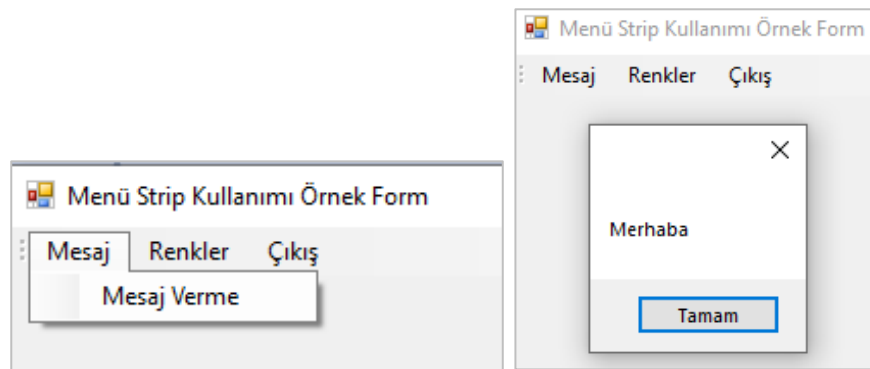 Menü Strip Kullanımı Örnek Form
Mesaj Renkler Çıkış
Mesaj Verme
Menü Strip Kullanımı Örnek Form
Mesaj Renkler Çıkış
Merhaba
Tamam